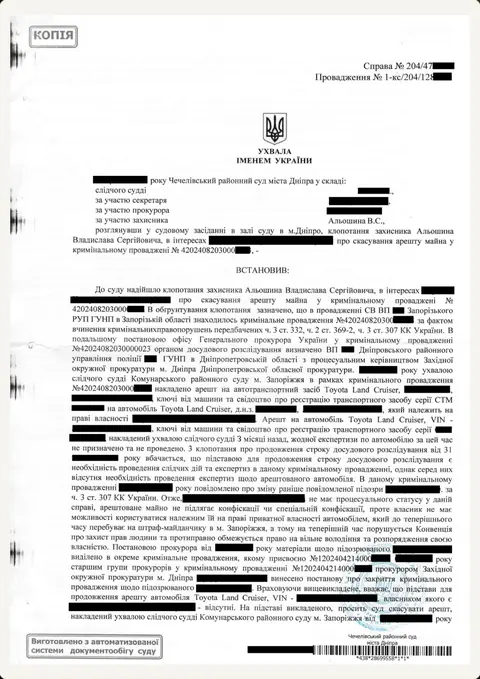 КОПІЯ
Справа № 204/47
Провадження № 1-кс/204/128
УХВАЛА
ІМЕНЕМ УКРАЇНИ
року Чечелівський районний суд міста Дніпра у складі:
слідчого судді
за участю секретаря
за участю прокурора
за участю захисника Альошина В.С.,
розглянувши у судовому засіданні в залі суду в м.Дніпро, клопотання захисника Альошина
Владислава Сергійовича, в інтересах про скасування арешту майна у
кримінальному провадженні № 4202408203000 , -
ВСТАНОВИВ:
До суду надійшло клопотання захисника Альошина Владислава Сергійовича, в інтересах
про скасування арешту майна у кримінальному провадженні №
4202408203000 . В обґрунтування клопотання зазначено, що в провадженні СВ ВП Запорізького
РУП ГУНП в Запорізькій області знаходилось кримінальне провадження №42024082030 за фактом
вчинення кримінальнихправопорушень передбачених ч. 3 ст. 332, ч. 2 ст. 369-2, ч. 3 ст. 307 КК України. В
подальшому постановою офісу Генерального прокурора України у кримінальному провадженні
№42024082030000023 органом досудового розслідування визначено ВП Дніпровського районного
управління поліції ГУНП в Дніпропетровській області з процесуальним керівництвом Західної
окружної прокуратури м. Дніпра Дніпропетровської обласної прокуратури. року ухвалою
слідчого судді Комунарського районного суду м. Запоріжжя в рамках кримінального провадження
№42024082030 накладено арешт на автотранспортний засіб Toyota Land Cruiser,
, ключі від машини та свідоцтво про реєстрацію транспортного засобу серії СТМ
на автомобіль Toyota Land Cruiser, д.н.з. , який належить на
праві власності . Арешт на автомобіль Toyota Land Cruiser, VIN -
, ключі від машини та свідоцтво про реєстрацію транспортного засобу серії
, накладений ухвалою слідчого судді 3 місяці назад, жодної експертизи по автомобілю за цей час
не призначено та не проведено. З клопотання про продовження строку досудового розслідування від 31
року вбачається, що підставою для продовження строку досудового розслідування є
необхідність проведення слідчих дій та експертиз в даному кримінальному провадженні, однак серед них
відсутня необхідність проведення експертизи щодо арештованого автомобіля. В даному кримінальному
провадженні року повідомлено про зміну раніше повідомленої підозри , за
ч. 3 ст. 307 КК України. Отже, не має процесуального статусу у даній
справі, арештоване майно не підлягає конфіскації чи спеціальній конфіскації, проте власник не має
можливості користуватися належним їй на праві приватної власності автомобілем, який до теперішнього
часу перебуває на штраф-майданчику в м. Запоріжжя, а тому на теперішній час порушується Конвенція
про захист прав людини та протиправно обмежується право на вільне володіння та розпорядження своєю
власністю. Постановою прокурора від року матеріали щодо підозрюваного
виділено в окреме кримінальне провадження, якому присвоєно №12024042140000 , року
старшим групи прокурорів у кримінальному провадженні №120240421400 прокурором Західної
окружної прокуратури м. Дніпра винесено постанову про закриття кримінального
провадження щодо підозрюваного . Враховуючи вищевикладене, вважає, що підстави для
продовження арешту автомобіля Toyota Land Cruiser, VIN - , власником якого є
- відсутні. На підставі викладеного, просить суд скасувати арешт,
накладений ухвалою слідчого судді Комунарського районного суду м. Запоріжжя від року
Виготовлено з автоматизованої
системи документообігу суду
Чечелівський районний суд
міста Дніпра
*438*28699558*1*1*